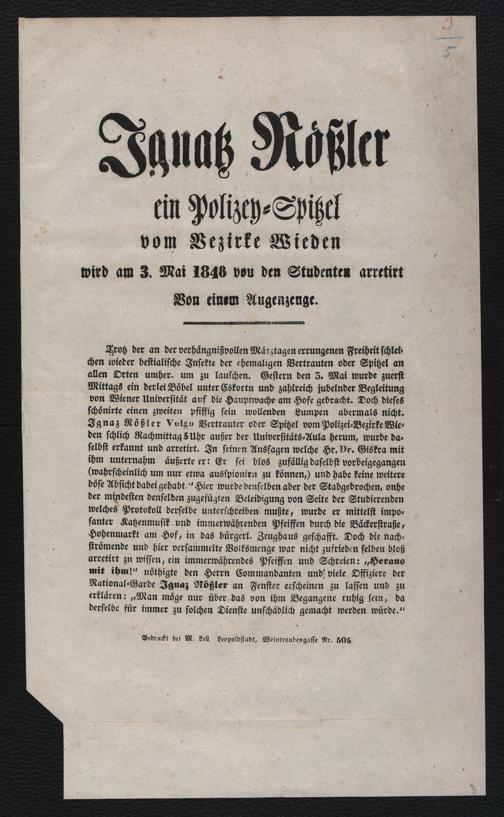 3
5
Ignatz Rößler
ein Polizey-Spitzel
vom Bezirke Wieden
wird am 3. Mai 1848 vou den Studenten arretirt
Von einem Augenzenge.
Trotz der an der verhängnißvollen Märztagen errungenen Freiheit schlei-
chen wieder bestialische Insekte der ehemaligen Vertrauten oder Spitzel an
allen Orten umher, um zu lauschen. Gestern den 3. Mai wurde zuerst
Mittags ein derlei Böbel unter Eskorte und zahlreich jubelnder Begleitung
von Wiener Universität auf die Hauptwache am Hofe gebracht. Doch dieses
schönirte einen zweiten pfiffig sein wollenden Lumpen abermals nicht.
Ignaz Rößler Vulgo Vertrauter oder Spitzel vom Polizei-Bezirke Wie-
den schlich Nachmittag 5 Uhr außer der Universitäts-Aula herum, wurde da-
selbst erkannt und arretirt. In seinen Aussagen welche Hr. Dr. Giskra mit
ihm unternahm äußerte er: Er sei blos zufällig daselbst vorbeigegangen
(wahrscheinlich um nur etwa ausspioniren zu können,) und habe keine weitere
böse Absicht dabei gehabt." Hier wurde denselben aber der Stab gebrochen, onhe
der mindesten denselben zugefügten Beleidigung von Seite der Studierenden
welches Protokoll derselbe unterschreiben mußte, wurde er mittelst impo-
santer Katzenmusik und immerwährenden Pfeiffen durch die Bäckerstraße,
Hohenmarkt am Hof, in das bürgerl. Zeughaus geschafft. Doch die nach-
strömende und hier versammelte Volksmenge war nicht zufrieden selben bloß
arretirt zu wissen, ein immerwährendes Pfeiffen und Schreien: „Heraus
mit ihm!" nöthigte den Herrn Commandanten und viele Offiziere der
National-Garde Ignaz Rößler an Fenster erscheinen zu lassen und zu
erklären: „Man möge nur über das von ihm Begangene ruhig sein, da
derselbe für immer zu solchen Dienste unschädlich gemacht werden würde."
Gedruckt bei M. Lell Leopoldstadt, Weintraubengasse Nr. 505
3